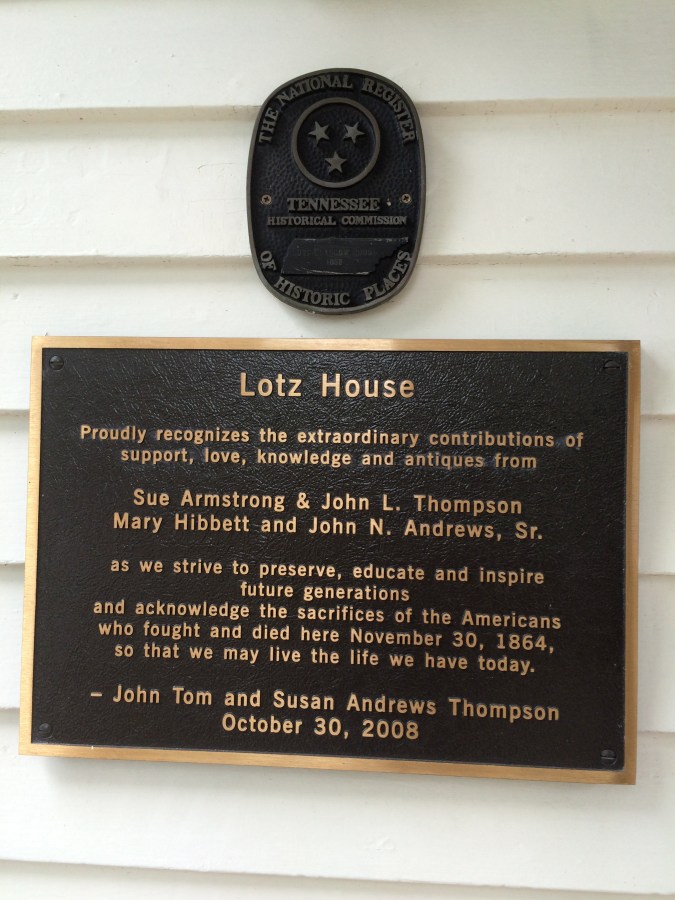 THE NATIONAL REGISTER
TENNESSEE
HISTORICAL COMMISSION
OF HISTORIC PLACES
Lotz House
Proudly recognizes the extraordinary contributions of
support, love, knowledge and antiques from
Sue Armstrong & John L. Thompson
Mary Hibbett and John N. Andrews, Sr.
as we strive to preserve, educate and inspire
future generations
and acknowledge the sacrifices of the Americans
who fought and died here November 30, 1864,
so that we may live the life we have today.
– John Tom and Susan Andrews Thompson
October 30, 2008